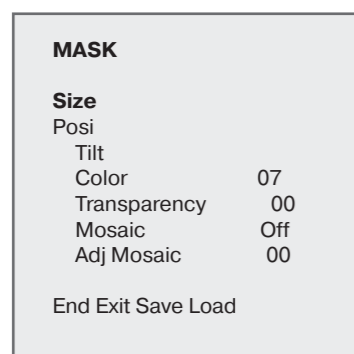 MASK
Size
Posi
Tilt
Color 07
Transparency 00
Mosaic Off
Adj Mosaic 00
End Exit Save Load